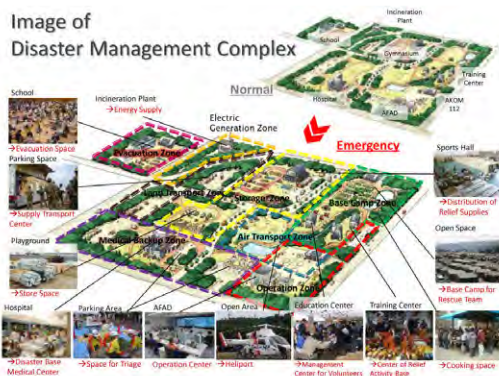 Image of
Disaster Management Complex
Incineration
Plant
School
Gymnasium
Training
Center
Hospital
AFAD
AKOM
112
Normal
Emergency
School
→Evacuation Space
Incineration Plant
→Energy Supply
Electric
Generation Zone
Parking Space
→Supply Transport
Center
Playground
→Store Space
Evacuation Zone
Land Transport Zone
Storage Zone
Base Camp Zone
Medical Backup Zone
Air Transport Zone
Operation Zone
Sports Hall
→Distribution of
Relief Supplies
Open Space
→Base Camp for
Rescue Team
Hospital
→Disaster Base
Medical Center
Parking Area
→Space for Triage
AFAD
Operation Center
Open Area
→Heliport
Education Center
→Management
Center for Volunteers
Training Center
→Center of Relief
Activity Base
→Cooking space